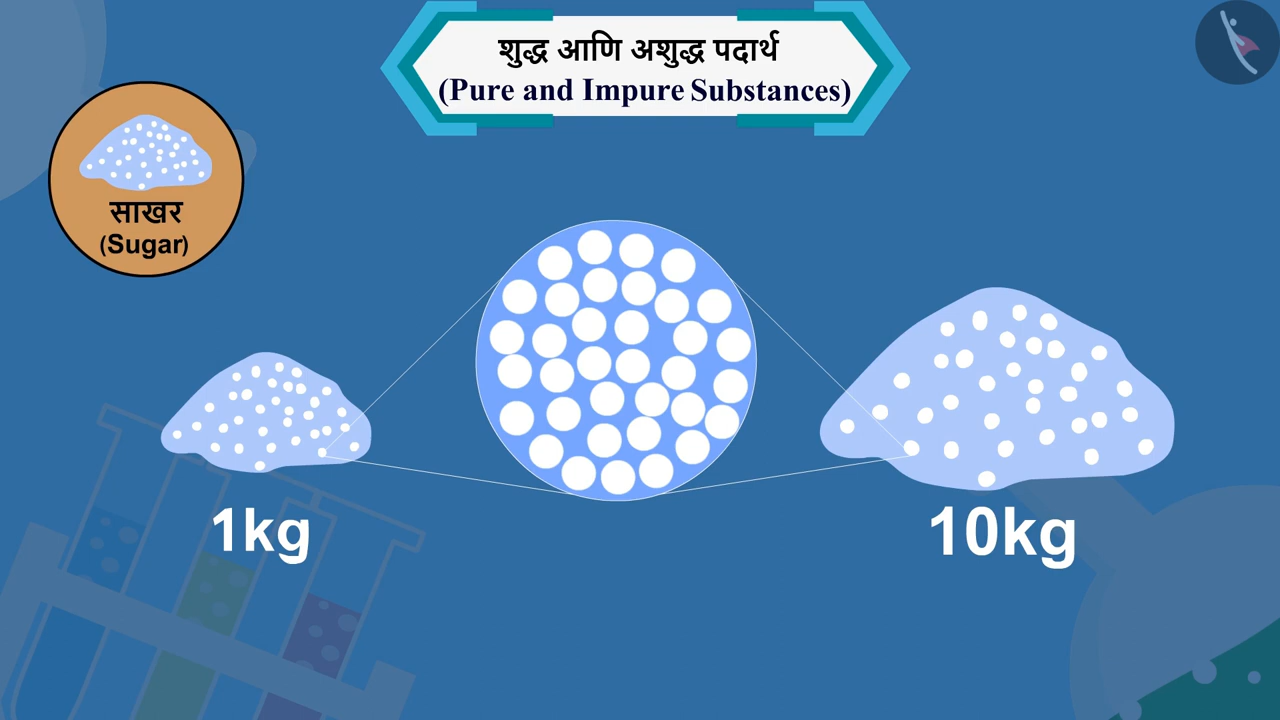 शुद्ध आणि अशुद्ध पदार्थ
(Pure and Impure Substances)
साखर
(Sugar)
1kg
10kg